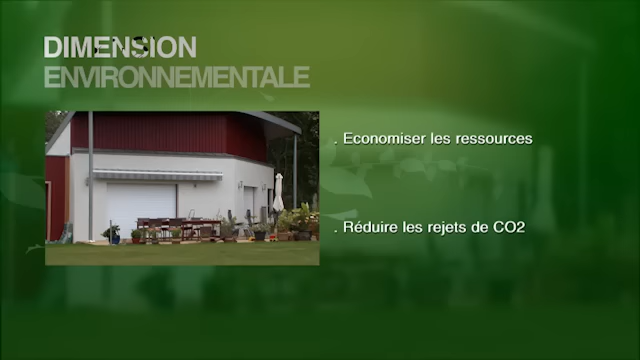 DIMENSION
ENVIRONNEMENTALE
. Economiser les ressources
. Réduire les rejets de CO2